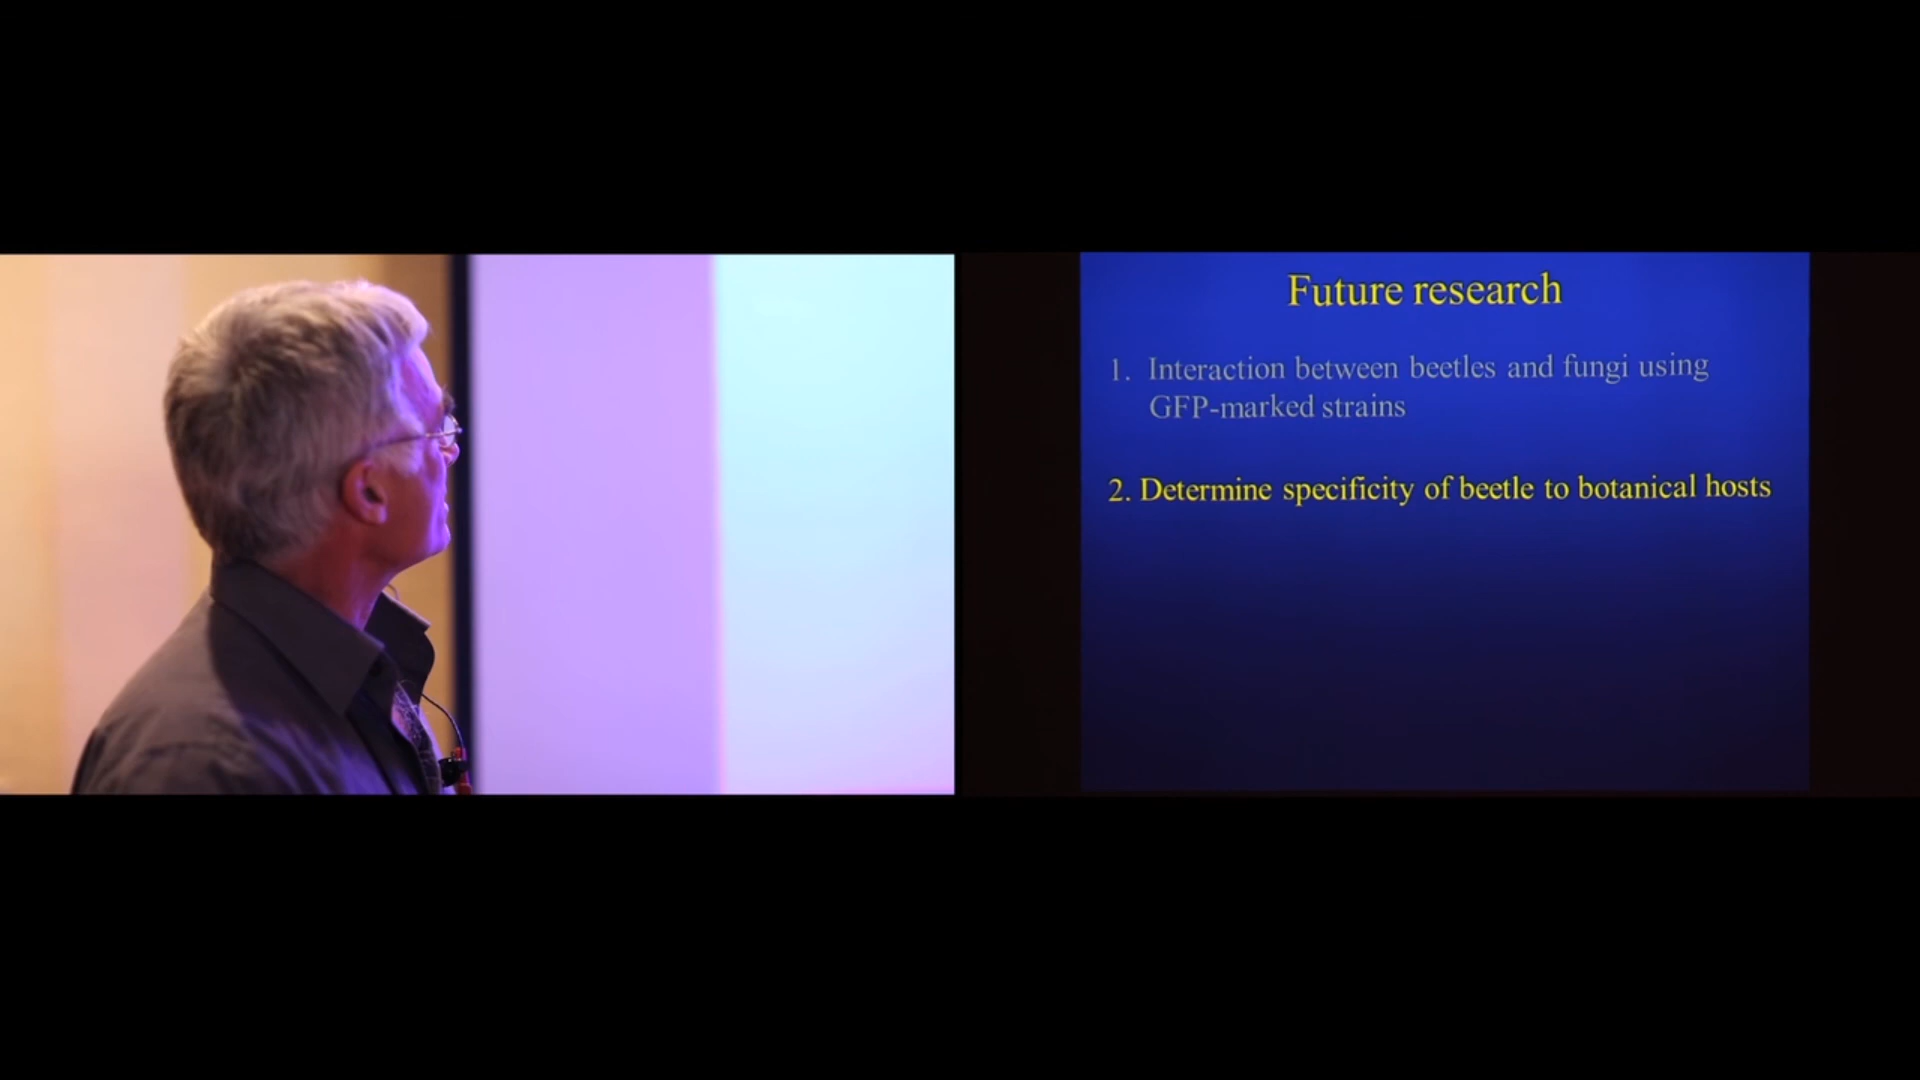 Future research
1. Interaction between beetles and fungi using
GFP-marked strains
2. Determine specificity of beetle to botanical hosts